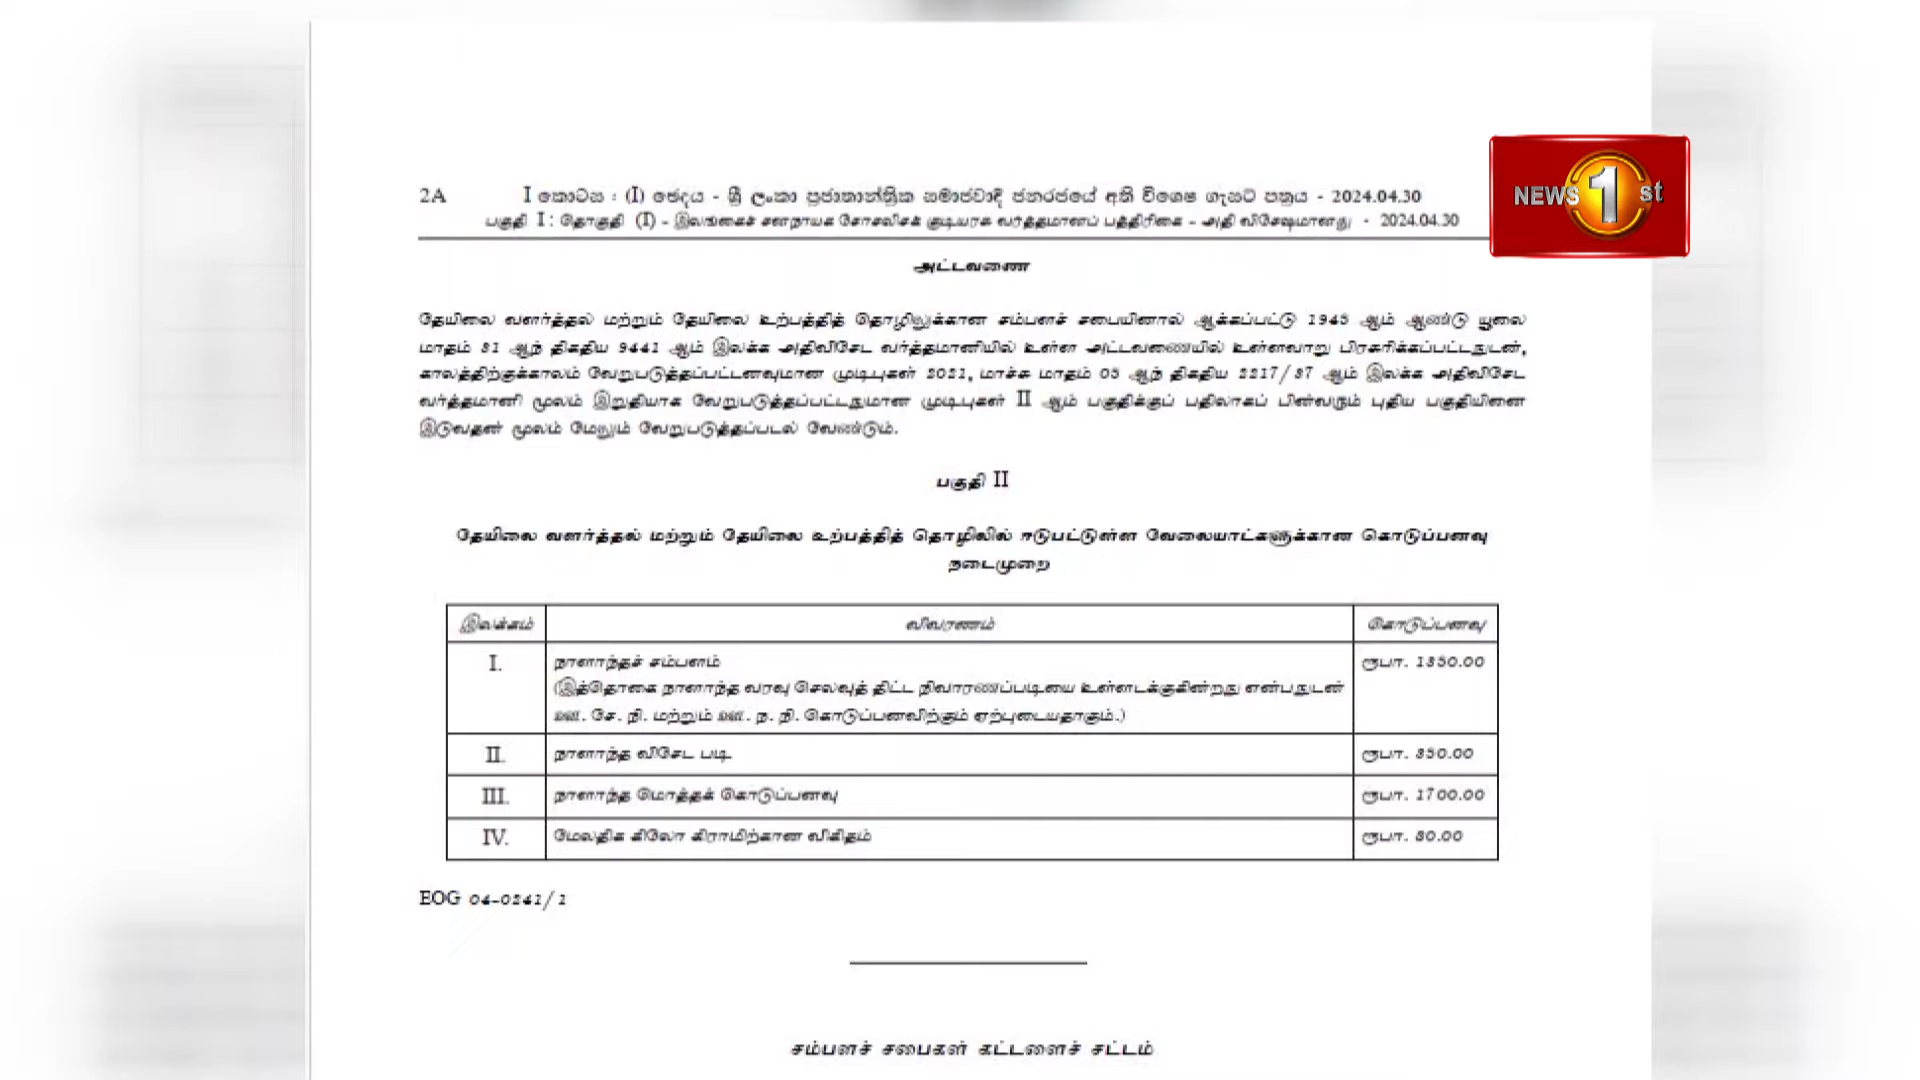 2A I කොටස : (I) ඡෙදය - ශ්‍රී ලංකා ප්‍රජාතාන්ත්‍රික සමාජවාදී ජනරජයේ අති විශෙෂ ගැසට් පත්‍රය - 2024.04.30
பகுதி I : தொகுதி (I) - இலங்கைச் சனநாயக சோசலிசக் குடியரசு வர்த்தமானப் பத்திரிகை - அதி விசேஷமானது - 2024.04.30
NEWS 1st
அட்டவணை
தேயிலை வளர்த்தல் மற்றும் தேயிலை உற்பத்தித் தொழிலுக்கான சம்பளச் சபையினால் ஆக்கப்பட்டு 1945 ஆம் ஆண்டு யூலை
மாதம் 31 ஆந் திகதிய 9441 ஆம் இலக்க அதிவிசேட வர்த்தமானியில் உள்ள அட்டவணையில் உள்ளவாறு பிரசுரிக்கப்பட்டதுடன்,
காலத்திற்குக்காலம் வேறுபடுத்தப்பட்டனவுமான முடிபுகள் 2021, மார்ச்சு மாதம் 05 ஆந் திகதிய 2217/37 ஆம் இலக்க அதிவிசேட
வர்த்தமானி மூலம் இறுதியாக வேறுபடுத்தப்பட்டதுமான முடிபுகள் II ஆம் பகுதிக்குப் பதிலாகப் பின்வரும் புதிய பகுதியினை
இடுவதன் மூலம் மேலும் வேறுபடுத்தப்படல் வேண்டும்.
பகுதி II
தேயிலை வளர்த்தல் மற்றும் தேயிலை உற்பத்தித் தொழிலில் ஈடுபட்டுள்ள வேலையாட்களுக்கான கொடுப்பனவு
நடைமுறை
இலக்கம் விவரணம் கொடுப்பனவு
I. நாளாந்தச் சம்பளம் ரூபா. 1350.00
(இத்தொகை நாளாந்த வரவு செலவுத் திட்ட நிவாரணப்படியை உள்ளடக்குகின்றது என்பதுடன்
ஊ. சே. நி. மற்றும் ஊ. ந. நி. கொடுப்பனவிற்கும் ஏற்புடையதாகும்.)
II. நாளாந்த விசேட படி ரூபா. 350.00
III. நாளாந்த மொத்தக் கொடுப்பனவு ரூபா. 1700.00
IV. மேலதிக கிலோ கிராமிற்கான விகிதம் ரூபா. 80.00
EOG 04-0241/1
சம்பளச் சபைகள் கட்டளைச் சட்டம்